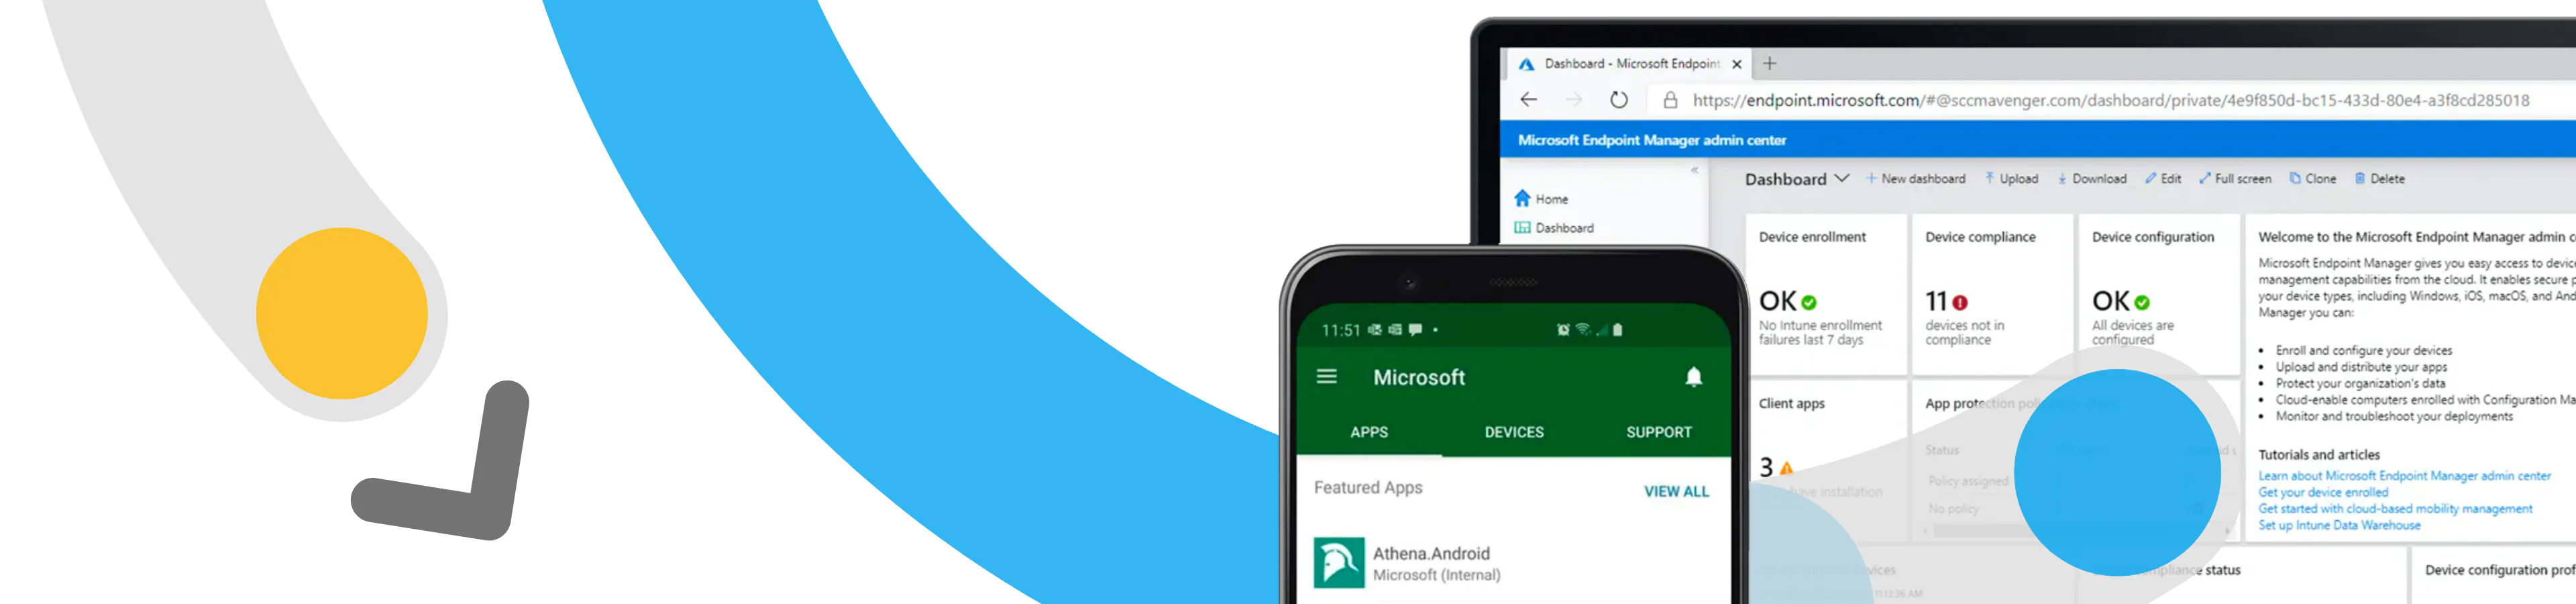 Dashboard - Microsoft Endpoint
https://endpoint.microsoft.com/#@sccmavenger.com/dashboard/private/4e9f850d-bc15-433d-80e4-a3f8cd285018
Microsoft Endpoint Manager admin center
Home
Dashboard
Dashboard
New dashboard
Upload
Download
Edit
Full screen
Clone
Delete
Device enrollment
OK
No Intune enrollment
failures last 7 days
Device compliance
11
devices not in
compliance
Device configuration
OK
All devices are
configured
Client apps
3
have installation
App protection
Status
Policy assigned
No policy
Welcome to the Microsoft Endpoint Manager admin
Microsoft Endpoint Manager gives you easy access to
management capabilities from the cloud. It enables secure
your device types, including Windows, iOS, macOS, and
Manager you can:
• Enroll and configure your devices
• Upload and distribute your apps
• Protect your organization's data
• Cloud-enable computers enrolled with Configuration
• Monitor and troubleshoot your deployments
Tutorials and articles
Learn about Microsoft Endpoint Manager admin center
Get your device enrolled
Get started with cloud-based mobility management
Set up Intune Data Warehouse
status
Device configuration
11:51
Microsoft
APPS
DEVICES
SUPPORT
Featured Apps
VIEW ALL
Athena.Android
Microsoft (Internal)